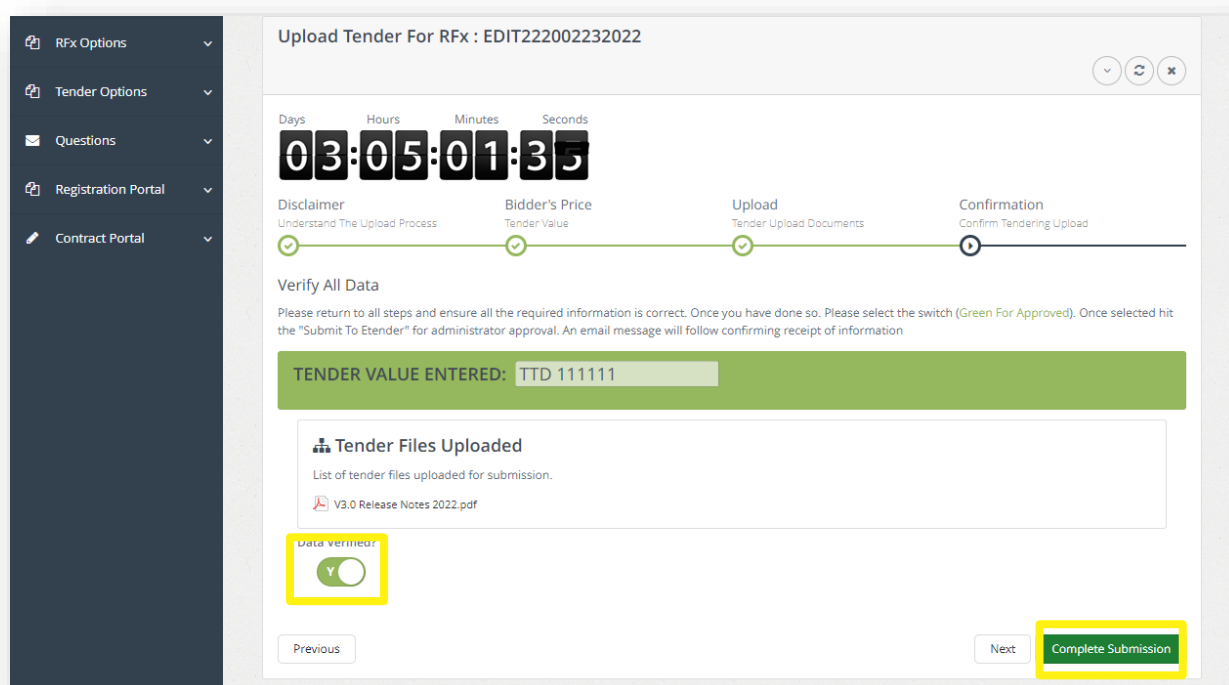 RFx Options
Tender Options
Questions
Registration Portal
Contract Portal
Upload Tender For RFx : EDIT222002232022
Days Hours Minutes Seconds
03:05:01:35
Disclaimer
Understand The Upload Process
Bidder's Price
Tender Value
Upload
Tender Upload Documents
Confirmation
Confirm Tendering Upload
Verify All Data
Please return to all steps and ensure all the required information is correct. Once you have done so. Please select the switch (Green For Approved). Once selected hit
the "Submit To Etender" for administrator approval. An email message will follow confirming receipt of information
TENDER VALUE ENTERED: TTD 111111
Tender Files Uploaded
List of tender files uploaded for submission.
V3.0 Release Notes 2022.pdf
Data Verified?
Y
Previous
Next
Complete Submission